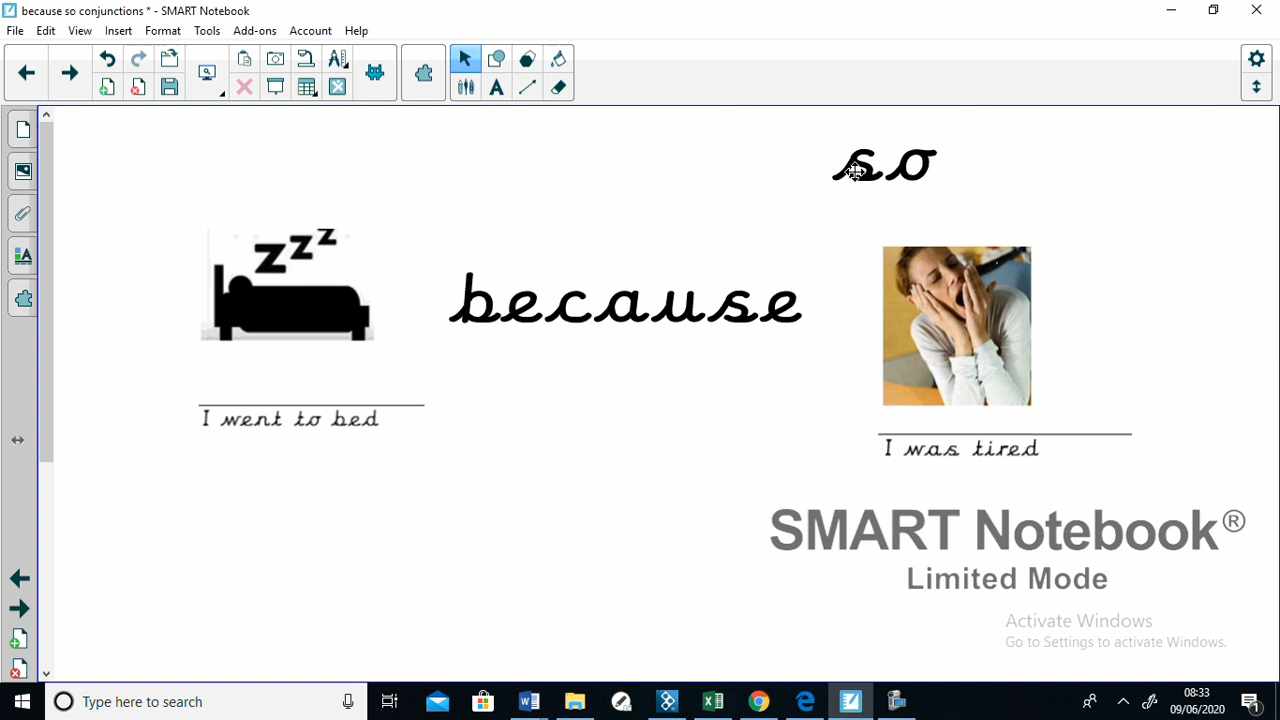 because so conjunctions * - SMART Notebook
File Edit View Insert Format Tools Add-ons Account Help
so
z z z
because
I went to bed
I was tired
SMART Notebook®
Limited Mode
Activate Windows
Go to Settings to activate Windows.
Type here to search
08:33
09/06/2020
1